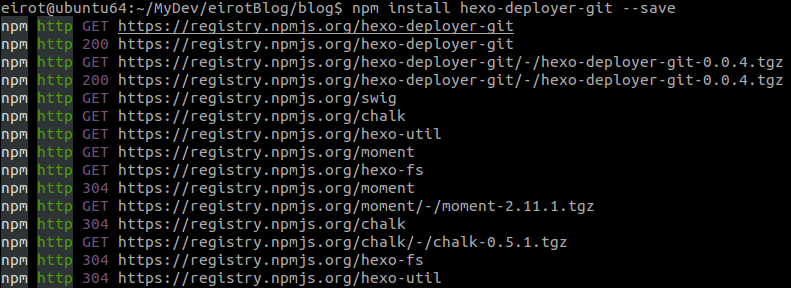 eirot@ubuntu64:~/MyDev/eirotBlog/blog$ npm install hexo-deployer-git --save
npm http GET https://registry.npmjs.org/hexo-deployer-git
npm http 200 https://registry.npmjs.org/hexo-deployer-git
npm http GET https://registry.npmjs.org/hexo-deployer-git/-/hexo-deployer-git-0.0.4.tgz
npm http 200 https://registry.npmjs.org/hexo-deployer-git/-/hexo-deployer-git-0.0.4.tgz
npm http GET https://registry.npmjs.org/swig
npm http GET https://registry.npmjs.org/chalk
npm http GET https://registry.npmjs.org/hexo-util
npm http GET https://registry.npmjs.org/moment
npm http GET https://registry.npmjs.org/hexo-fs
npm http 304 https://registry.npmjs.org/moment
npm http GET https://registry.npmjs.org/moment/-/moment-2.11.1.tgz
npm http 304 https://registry.npmjs.org/chalk
npm http GET https://registry.npmjs.org/chalk/-/chalk-0.5.1.tgz
npm http 304 https://registry.npmjs.org/hexo-fs
npm http 304 https://registry.npmjs.org/hexo-util